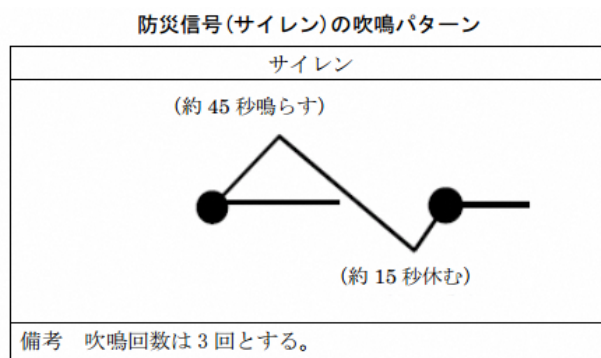 防災信号(サイレン)の吹鳴パターン
サイレン
(約 45 秒鳴らす)
(約 15 秒休む)
備考　吹鳴回数は 3 回とする。